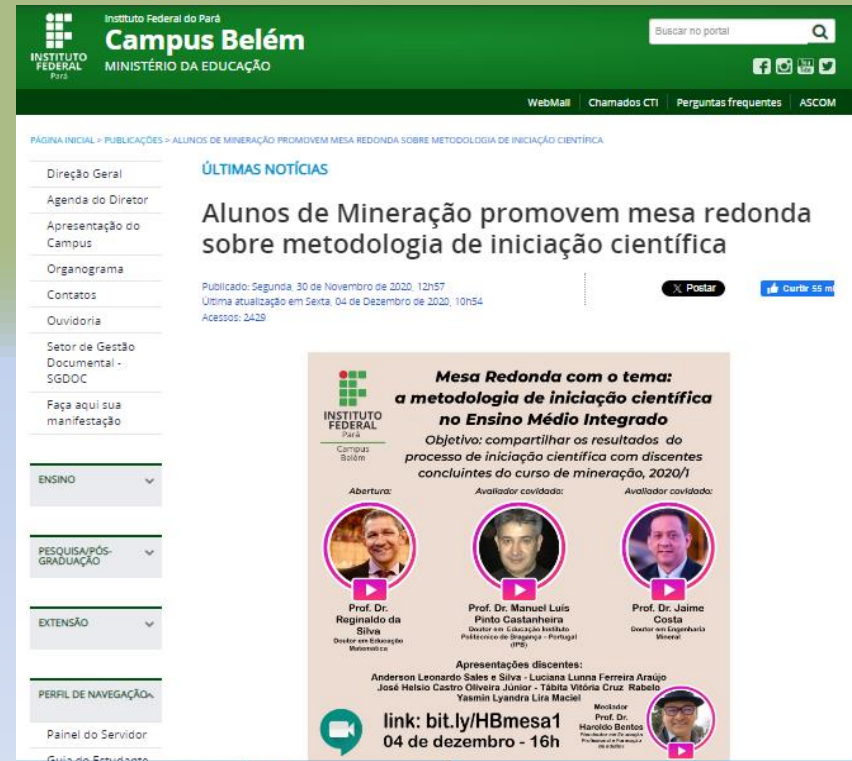 Instituto Federal do Pará
Campus Belém
MINISTÉRIO DA EDUCAÇÃO
INSTITUTO
FEDERAL
Pará
Buscar no portal
WebMail
Chamados CTI
Perguntas frequentes
ASCOM
PÁGINA INICIAL > PUBLICAÇÕES > ALUNOS DE MINERAÇÃO PROMOVEM MESA REDONDA SOBRE METODOLOGIA DE INICIAÇÃO CIENTÍFICA
Direção Geral
Agenda do Diretor
Apresentação do
Campus
Organograma
Contatos
Ouvidoria
Setor de Gestão
Documental -
SGDOC
Faça aqui sua
manifestação
ENSINO
PESQUISA/PÓS-
GRADUAÇÃO
EXTENSÃO
PERFIL DE NAVEGAÇÃO
Painel do Servidor
Guia do Estudante
ÚLTIMAS NOTÍCIAS
Alunos de Mineração promovem mesa redonda
sobre metodologia de iniciação científica
Publicado: Segunda, 30 de Novembro de 2020, 12h57
Última atualização em Sexta, 04 de Dezembro de 2020, 10h54
Acessos: 2429
Postar
Curtir 55 mi
INSTITUTO
FEDERAL
Pará
Campus
Belém
Mesa Redonda com o tema:
a metodologia de iniciação científica
no Ensino Médio Integrado
Objetivo: compartilhar os resultados do
processo de iniciação científica com discentes
concluintes do curso de mineração, 2020/1
Abertura:
Avaliador covidado:
Avaliador covidado:
Prof. Dr.
Reginaldo da
Silva
Doutor em Educação
Matemática
Prof. Dr. Manuel Luís
Pinto Castanheira
Doutor em Educação Instituto
Politecnico de Bragança - Portugal
(IPB)
Prof. Dr. Jaime
Costa
Doutor em Engenharia
Mineral
Apresentações discentes:
Anderson Leonardo Sales e Silva - Luciana Lunna Ferreira Araújo
José Helsio Castro Oliveira Júnior - Tábita Vitória Cruz Rabelo
Yasmin Lyandra Lira Maciel
link: bit.ly/HBmesa1
04 de dezembro - 16h
Mediador
Prof. Dr.
Haroldo Bentes